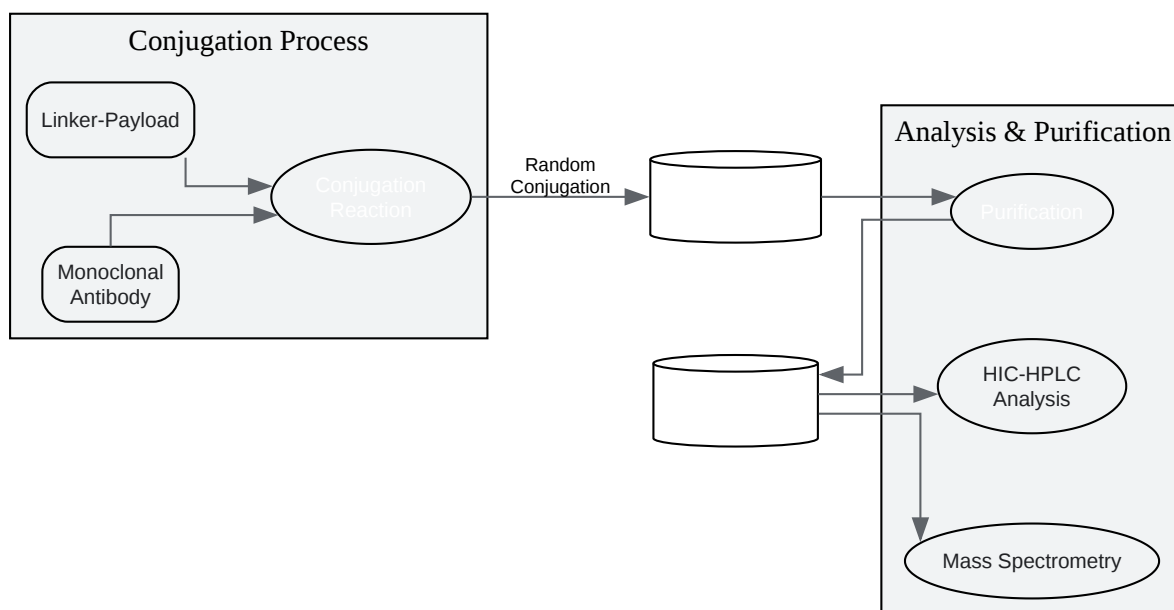 Conjugation Process
Linker-Payload
Conjugation
Reaction
Monoclonal
Antibody
Random
Conjugation
Analysis & Purification
Purification
HIC-HPLC
Analysis
Mass Spectrometry